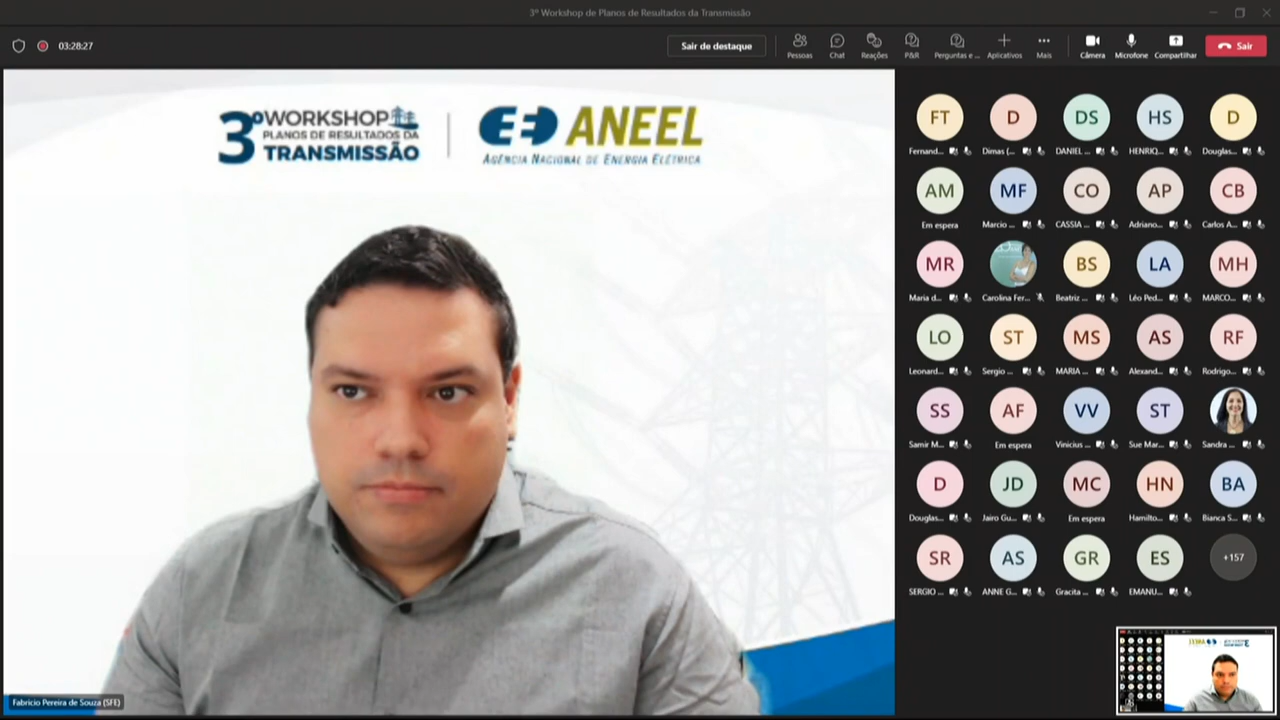 3º Workshop de Planos de Resultados da Transmissão
03:28:27
Sair de destaque
Pessoas
Chat
Reações
P&R
Perguntas e ...
Aplicativos
Mais
Câmera
Microfone
Compartilhar
Sair
3º WORKSHOP
PLANOS DE RESULTADOS DA
TRANSMISSÃO
ANEEL
AGÊNCIA NACIONAL DE ENERGIA ELÉTRICA
FT D DS HS D
Fernand... Dimas (... DANIEL ... HENRIQ... Douglas...
AM MF CO AP CB
Em espera Marcio ... CASSIA ... Adriano... Carlos A...
MR BS LA MH
Maria d... Carolina Fer... Beatriz ... Léo Ped... MARCO...
LO ST MS AS RF
Leonard... Sergio ... MARIA ... Alexand... Rodrigo...
SS AF VV ST
Samir M... Em espera Vinicius ... Sue Mar... Sandra ...
D JD MC HN BA
Douglas... Jairo Gu... Em espera Hamilto... Bianca S...
SR AS GR ES +157
SERGIO ... ANNE G... Gracita ... EMANU...
Fabricio Pereira de Souza (SFE)